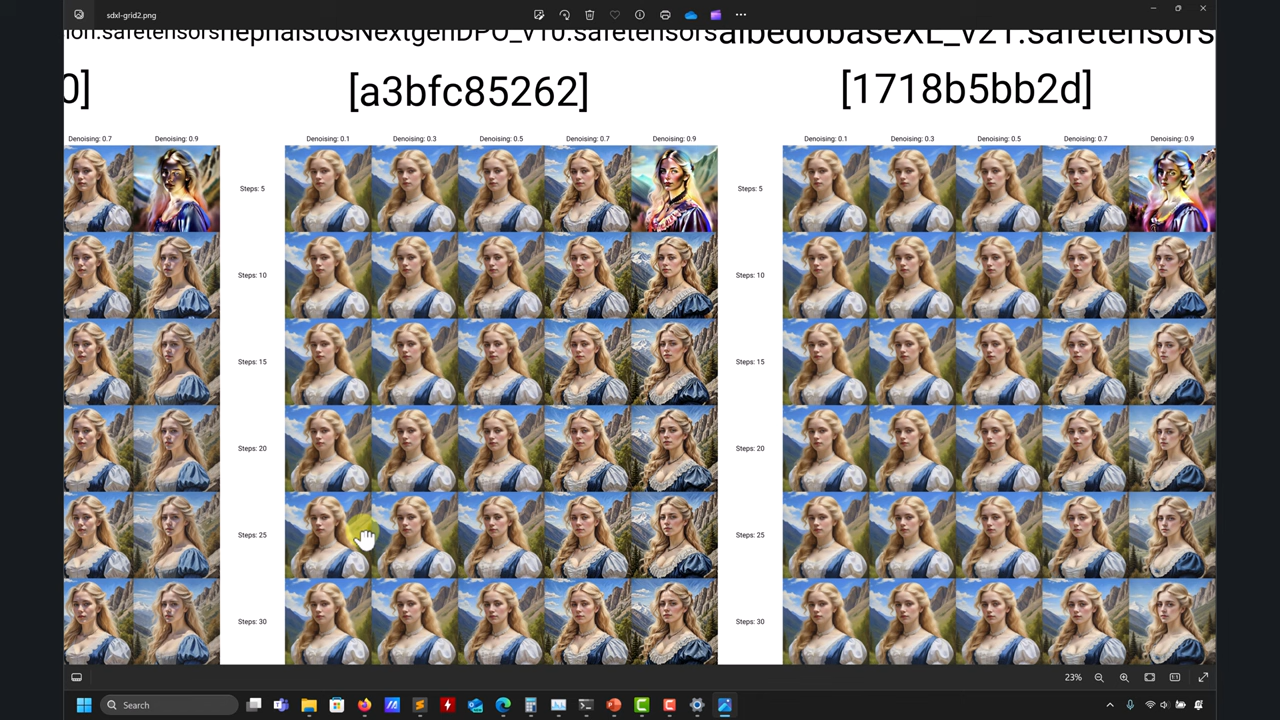 sdxl-grid2.png
ion.safetensors hephaistosNextgenDPO_v10.safetensors albedobaseXL_v21.safetensors
0] [a3bfc85262] [1718b5bb2d]
Denoising: 0.7 Denoising: 0.9 Denoising: 0.1 Denoising: 0.3 Denoising: 0.5 Denoising: 0.7 Denoising: 0.9 Denoising: 0.1 Denoising: 0.3 Denoising: 0.5 Denoising: 0.7 Denoising: 0.9
Steps: 5 Steps: 5
Steps: 10 Steps: 10
Steps: 15 Steps: 15
Steps: 20 Steps: 20
Steps: 25 Steps: 25
Steps: 30 Steps: 30
23%
Search